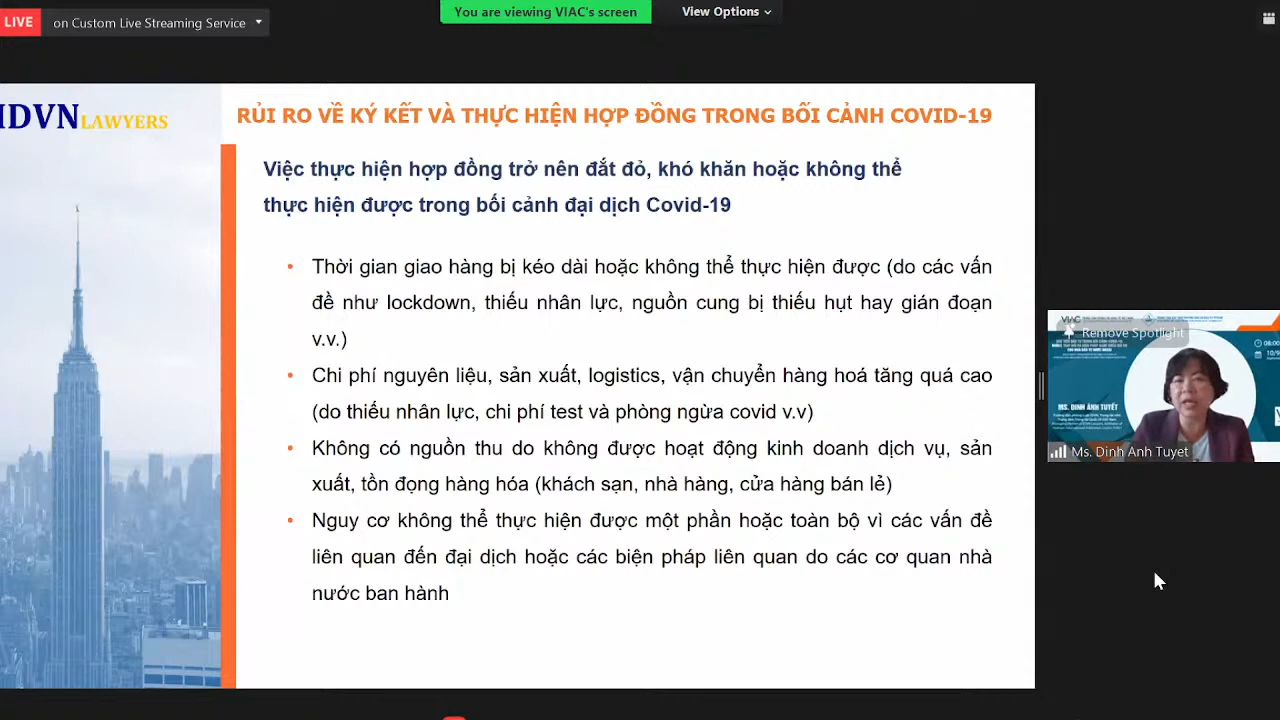 LIVE
on Custom Live Streaming Service
You are viewing VIAC's screen
View Options
IDVN LAWYERS
RỦI RO VỀ KÝ KẾT VÀ THỰC HIỆN HỢP ĐỒNG TRONG BỐI CẢNH COVID-19
Việc thực hiện hợp đồng trở nên đắt đỏ, khó khăn hoặc không thể
thực hiện được trong bối cảnh đại dịch Covid-19
• Thời gian giao hàng bị kéo dài hoặc không thể thực hiện được (do các vấn
đề như lockdown, thiếu nhân lực, nguồn cung bị thiếu hụt hay gián đoạn
v.v.)
• Chi phí nguyên liệu, sản xuất, logistics, vận chuyển hàng hoá tăng quá cao
(do thiếu nhân lực, chi phí test và phòng ngừa covid v.v)
• Không có nguồn thu do không được hoạt động kinh doanh dịch vụ, sản
xuất, tồn đọng hàng hóa (khách sạn, nhà hàng, cửa hàng bán lẻ)
• Nguy cơ không thể thực hiện được một phần hoặc toàn bộ vì các vấn đề
liên quan đến đại dịch hoặc các biện pháp liên quan do các cơ quan nhà
nước ban hành
VIAC
Remove Spotlight
08:00
10/9
MS. ĐINH ÁNH TUYẾT
Ms. Dinh Anh Tuyet